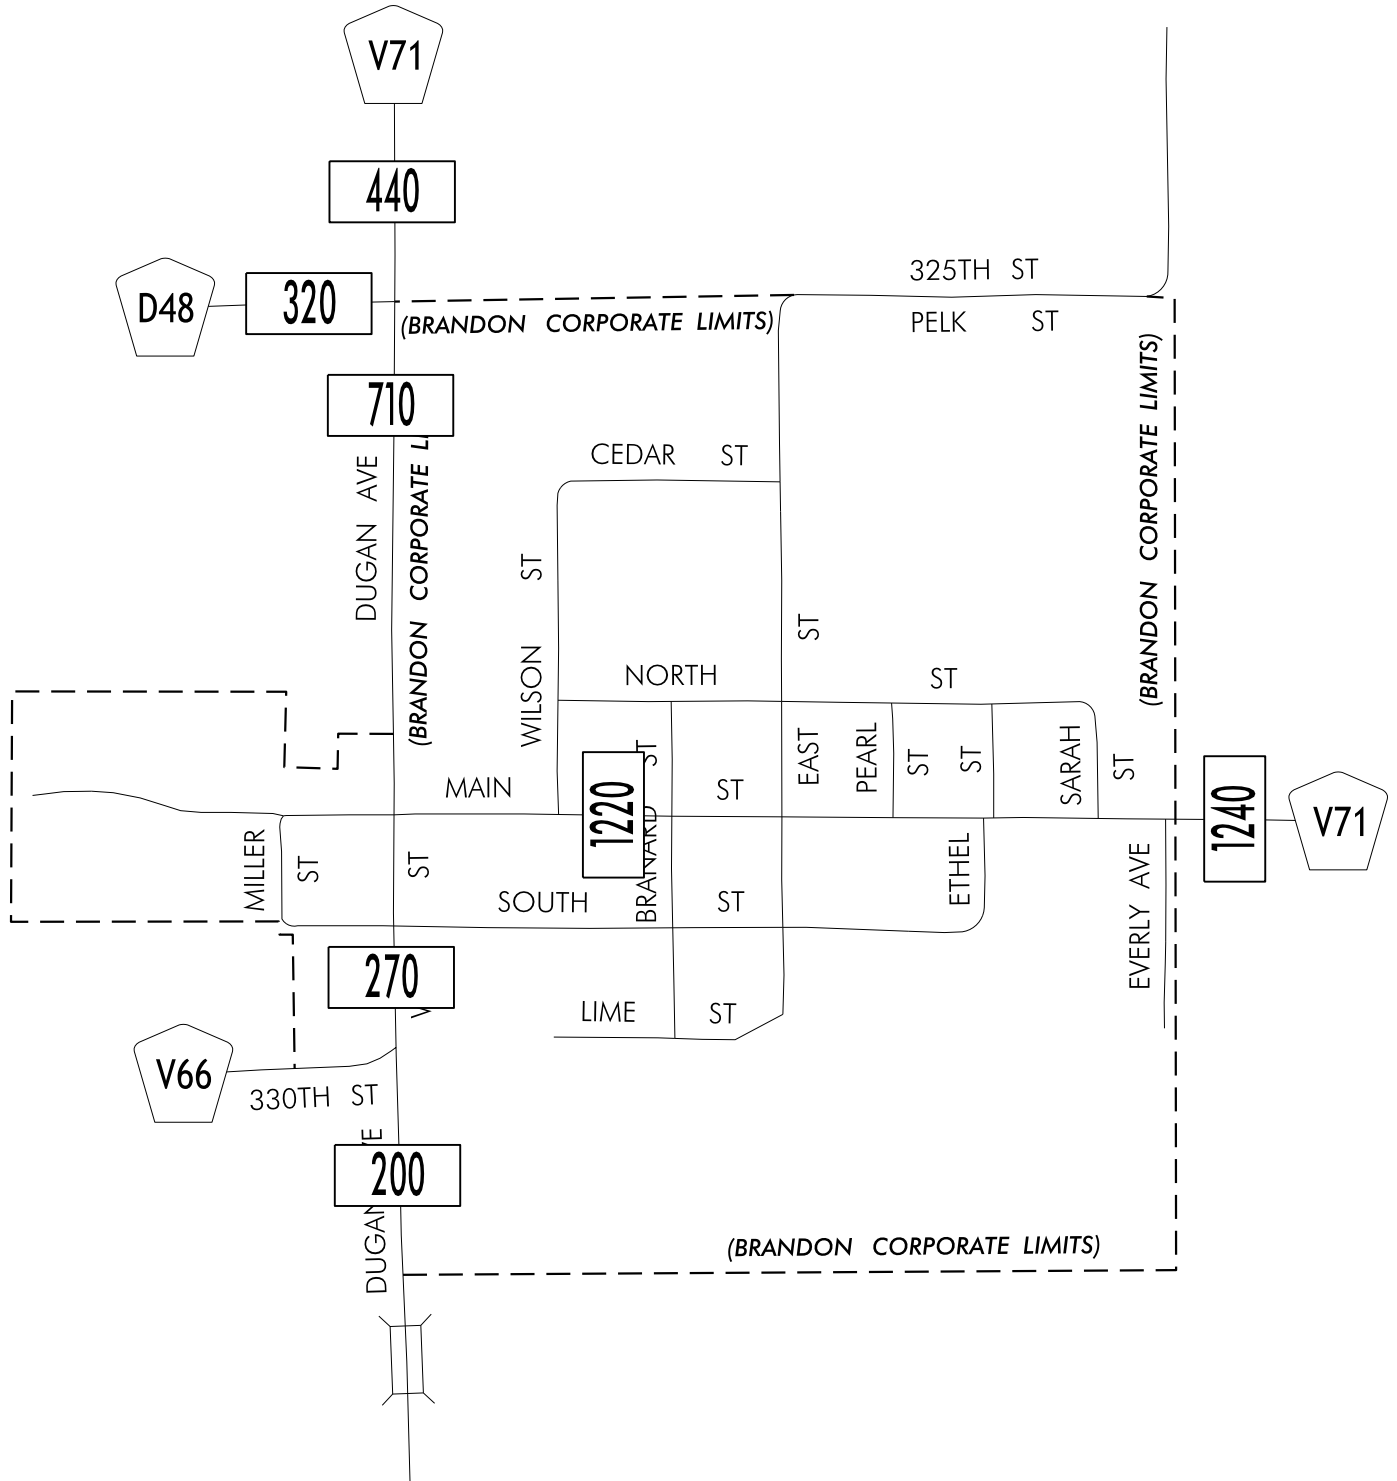 V71
440
325TH ST
D48
320
(BRANDON CORPORATE LIMITS)
PELK ST
710
(BRANDON CORPORATE LIMITS)
CEDAR ST
DUGAN AVE
(BRANDON CORPORATE L
WILSON ST
EAST ST
NORTH ST
MAIN ST
1220
BRANARD ST
PEARL ST
ST
SARAH ST
1240
V71
MILLER ST
ST
SOUTH ST
ETHEL
EVERLY AVE
270
LIME ST
V66
330TH ST
200
DUGAN
(BRANDON CORPORATE LIMITS)